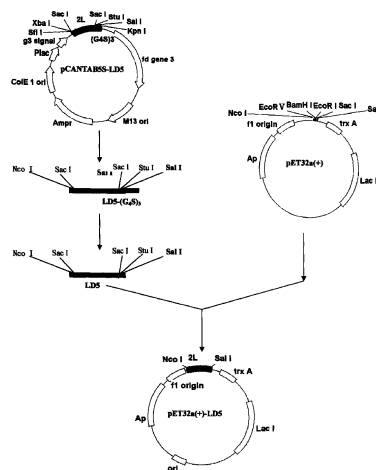 Sac I 2L Sac I Stu I
Xba I Sal I
Sfi I (G4S)3 Kpn I
g3 signal
Plac fd gene 3
pCANTAB5S-LD5
ColE 1 ori
Ampr M13 ori
EcoR V BamH I EcoR I Sac I
Nco I Sa
f1 origin trx A
Ap
pET32a(+)
Lac I
Nco I Sac I Sac I Stu I Sal I
LD5-(G₄S)₃
Nco I Sac I Sac I Stu I Sal I
LD5
Nco I 2L Sal I
f1 origin trx A
Ap
pET32a(+)-LD5
Lac I
ori